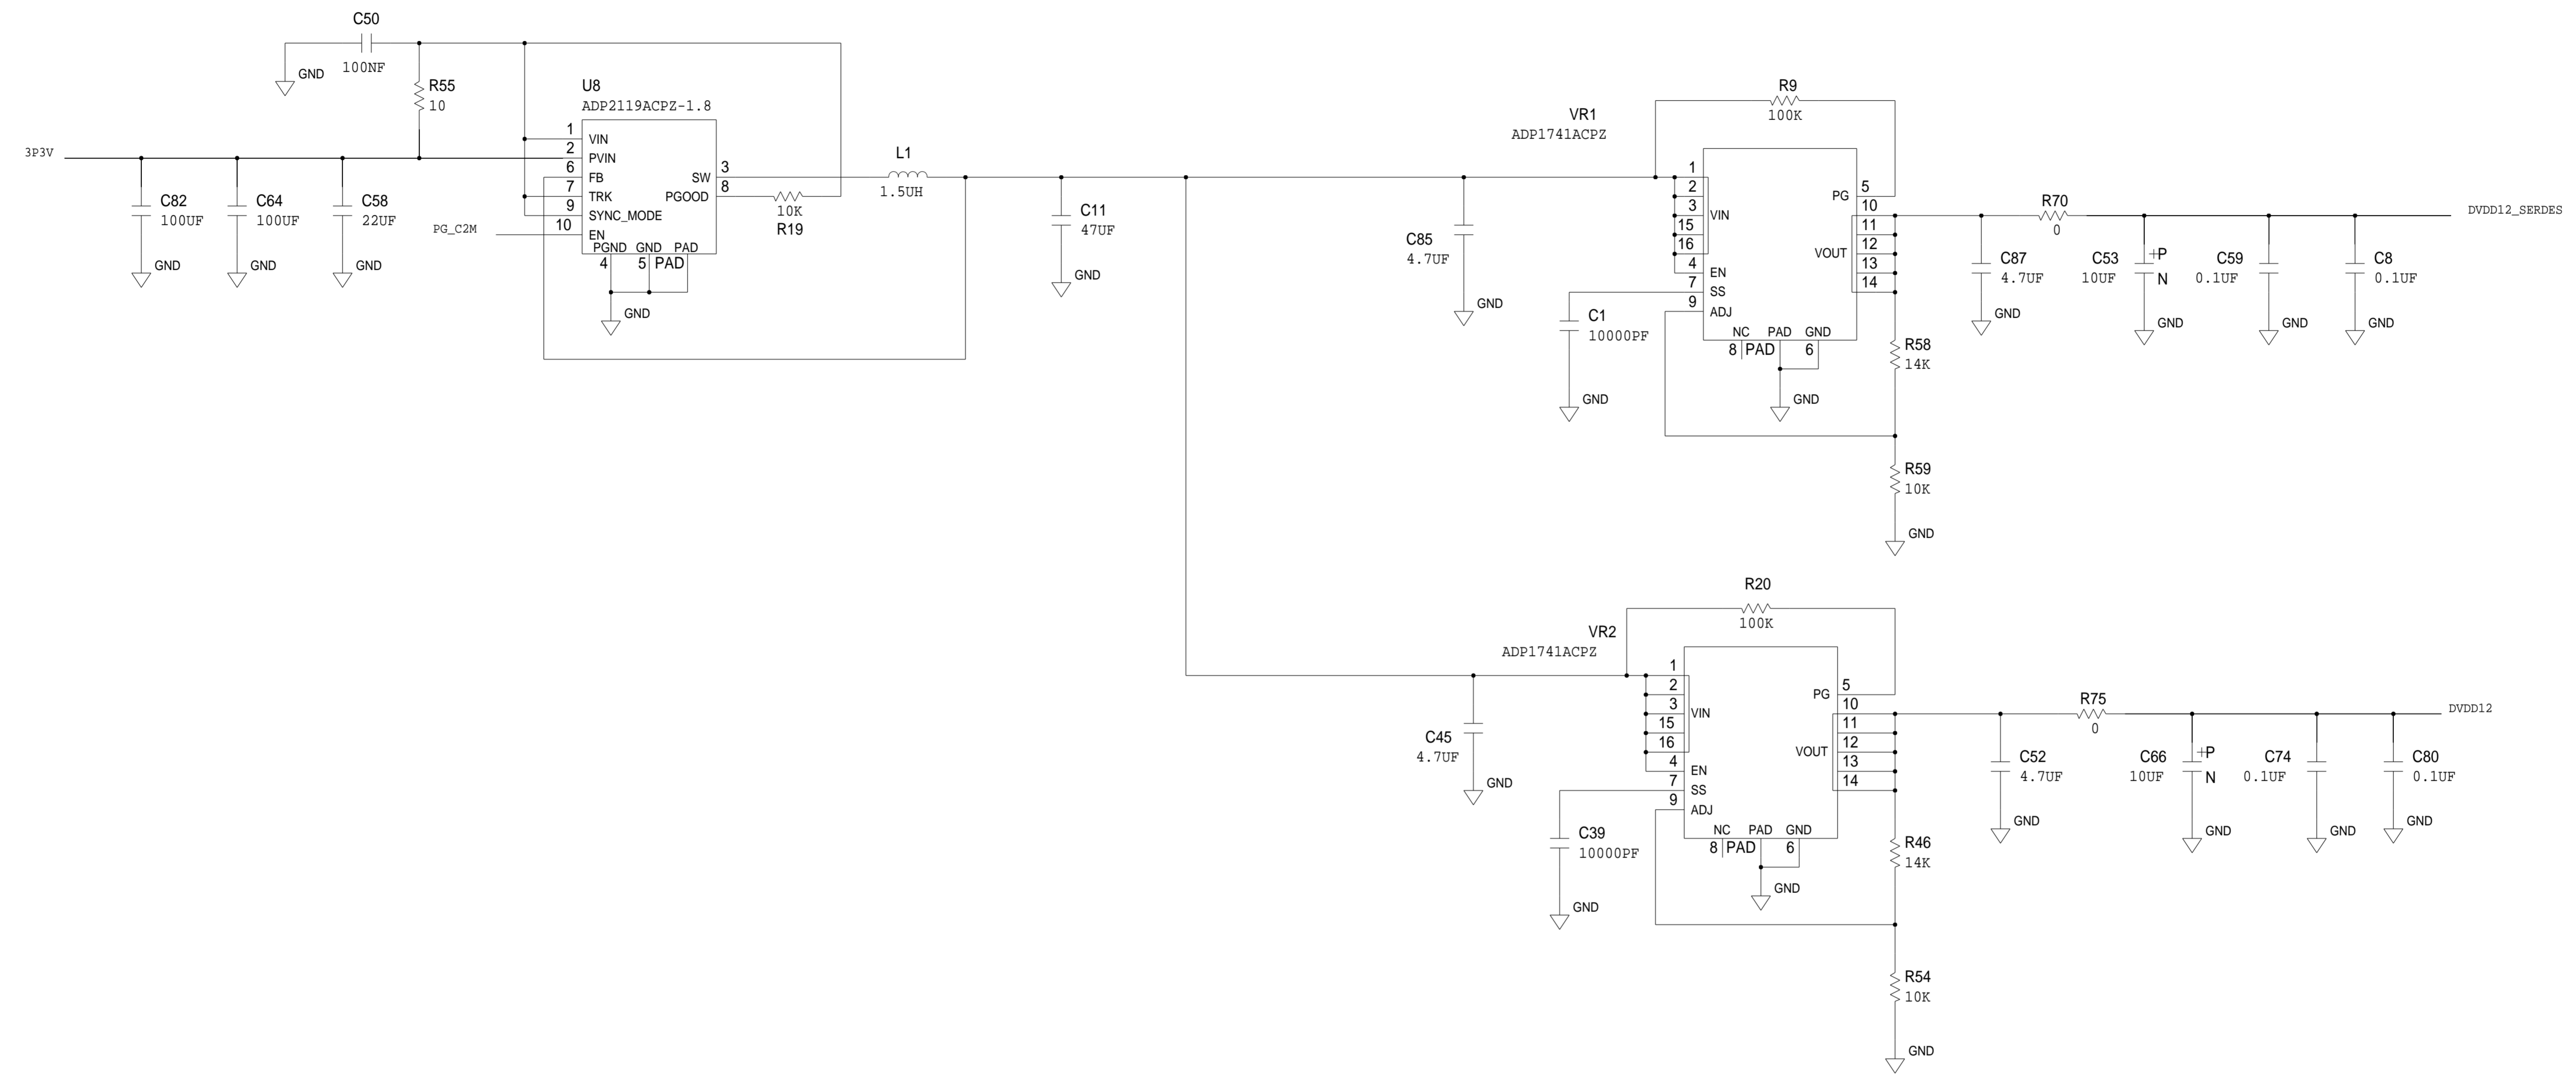 C50
100NF
GND
R55
10
U8
ADP2119ACPZ-1.8
3P3V
1
VIN
2
PVIN
6
FB
7
TRK
9
SYNC_MODE
10
EN
PG_C2M
SW
3
PGOOD
8
PGND
GND
PAD
4
5
PAD
GND
10K
R19
L1
1.5UH
C82
100UF
GND
C64
100UF
GND
C58
22UF
GND
C11
47UF
GND
C85
4.7UF
GND
VR1
ADP1741ACPZ
R9
100K
1
2
3
VIN
15
16
4
EN
7
SS
9
ADJ
PG
5
10
11
12
VOUT
13
14
NC
PAD
GND
8
PAD
6
GND
C1
10000PF
GND
R58
14K
R59
10K
GND
C87
4.7UF
GND
R70
0
C53
10UF
+P
N
GND
C59
0.1UF
GND
C8
0.1UF
GND
DVDD12_SERDES
VR2
ADP1741ACPZ
R20
100K
C45
4.7UF
GND
1
2
3
VIN
15
16
4
EN
7
SS
9
ADJ
PG
5
10
11
12
VOUT
13
14
NC
PAD
GND
8
PAD
6
GND
C39
10000PF
GND
R46
14K
R54
10K
GND
C52
4.7UF
GND
R75
0
C66
10UF
+P
N
GND
C74
0.1UF
GND
C80
0.1UF
GND
DVDD12